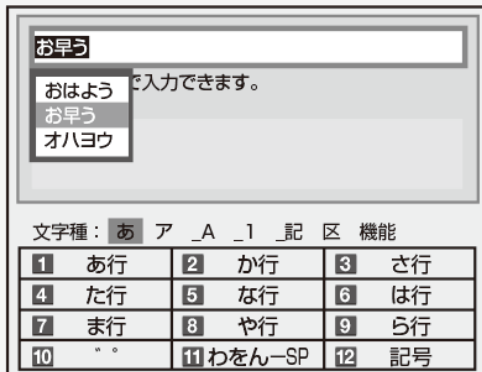 お早う
で入力できます。
おはよう
お早う
オハヨウ
文字種： あ ア _A _1 _記 区 機能
1 あ行 2 か行 3 さ行
4 た行 5 な行 6 は行
7 ま行 8 や行 9 ら行
10 ゛゜ 11 わをんーSP 12 記号